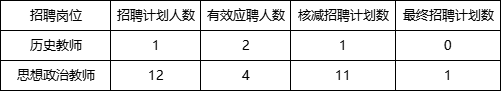 招聘岗位 招聘计划人数 有效应聘人数 核减招聘计划数 最终招聘计划数
历史教师 1 2 1 0
思想政治教师 12 4 11 1